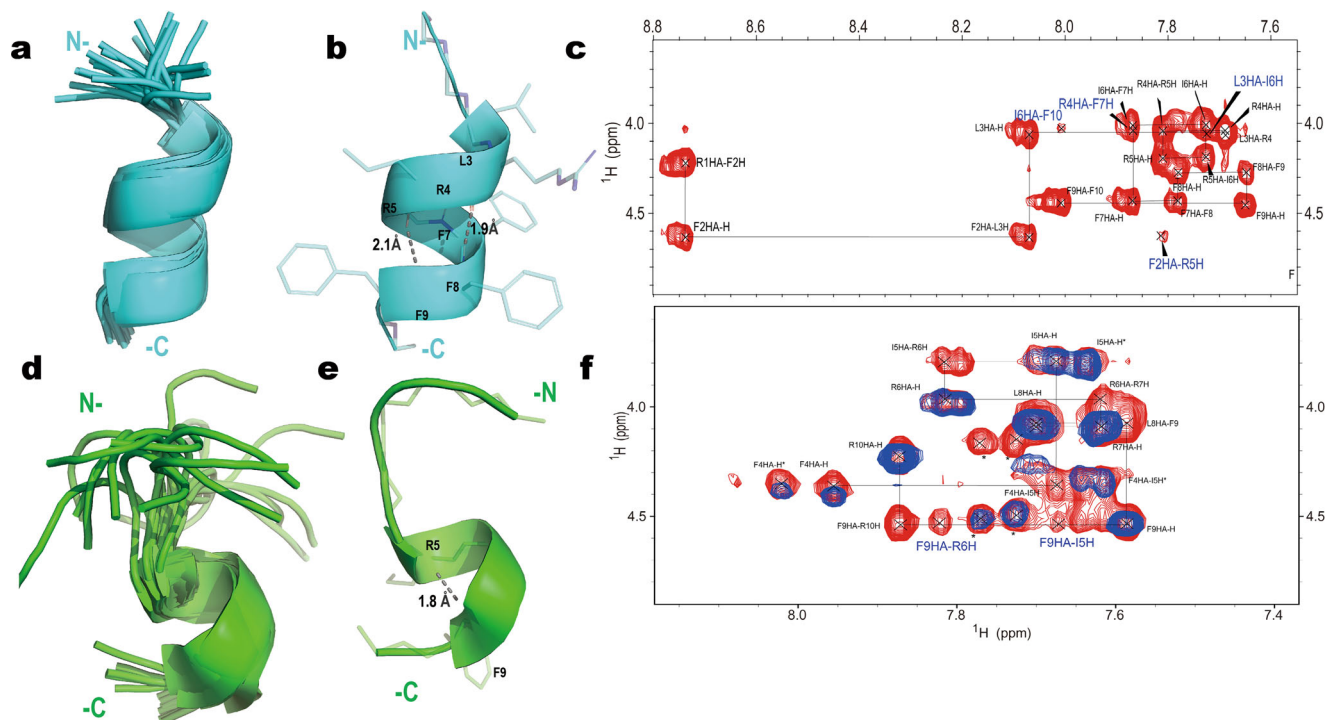 a
N-
-C
b
N-
L3
R4
R5
F7
1.9Å
2.1Å
F8
F9
-C
c
8.8 8.2 8.0 7.8 7.6
R4HA-R5H I6HA-H
I6HA-F7H
L3HA-I6H
R4HA-F7H
R4HA-H
I6HA-F10
L3HA-H
L3HA-R4
R1HA-F2H
R5HA-H
F8HA-F9
R5HA-I6H
F8HA-H
F9HA-F10
F7HA-H
F7HA-F8
F9HA-H
F2HA-H
F2HA-L3H
F2HA-R5H
F
4.0
4.5
¹H (ppm)
d
N-
-C
e
-N
R5
1.8 Å
F9
-C
f
I5HA-H
I5HA-R6H
I5HA-H*
R6HA-H
L8HA-H
R6HA-R7H
L8HA-F9
R7HA-H
R10HA-H
* *
F4HA-H*
F4HA-H
F4HA-I5H*
F4HA-I5H
F9HA-R10H
F9HA-H
* *
F9HA-R6H
F9HA-I5H
4.0
4.5
¹H (ppm)
4.0
4.5
8.0 7.8 7.6 7.4
¹H (ppm)